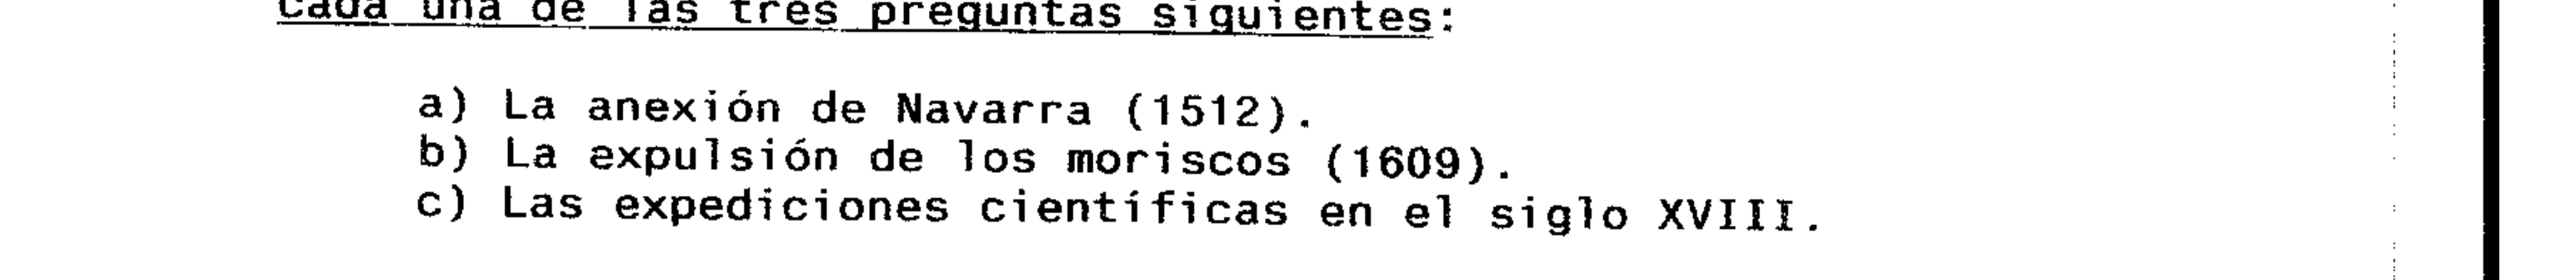 cada una de las tres preguntas siguientes:
a) La anexión de Navarra (1512).
b) La expulsión de los moriscos (1609).
c) Las expediciones científicas en el siglo XVIII.